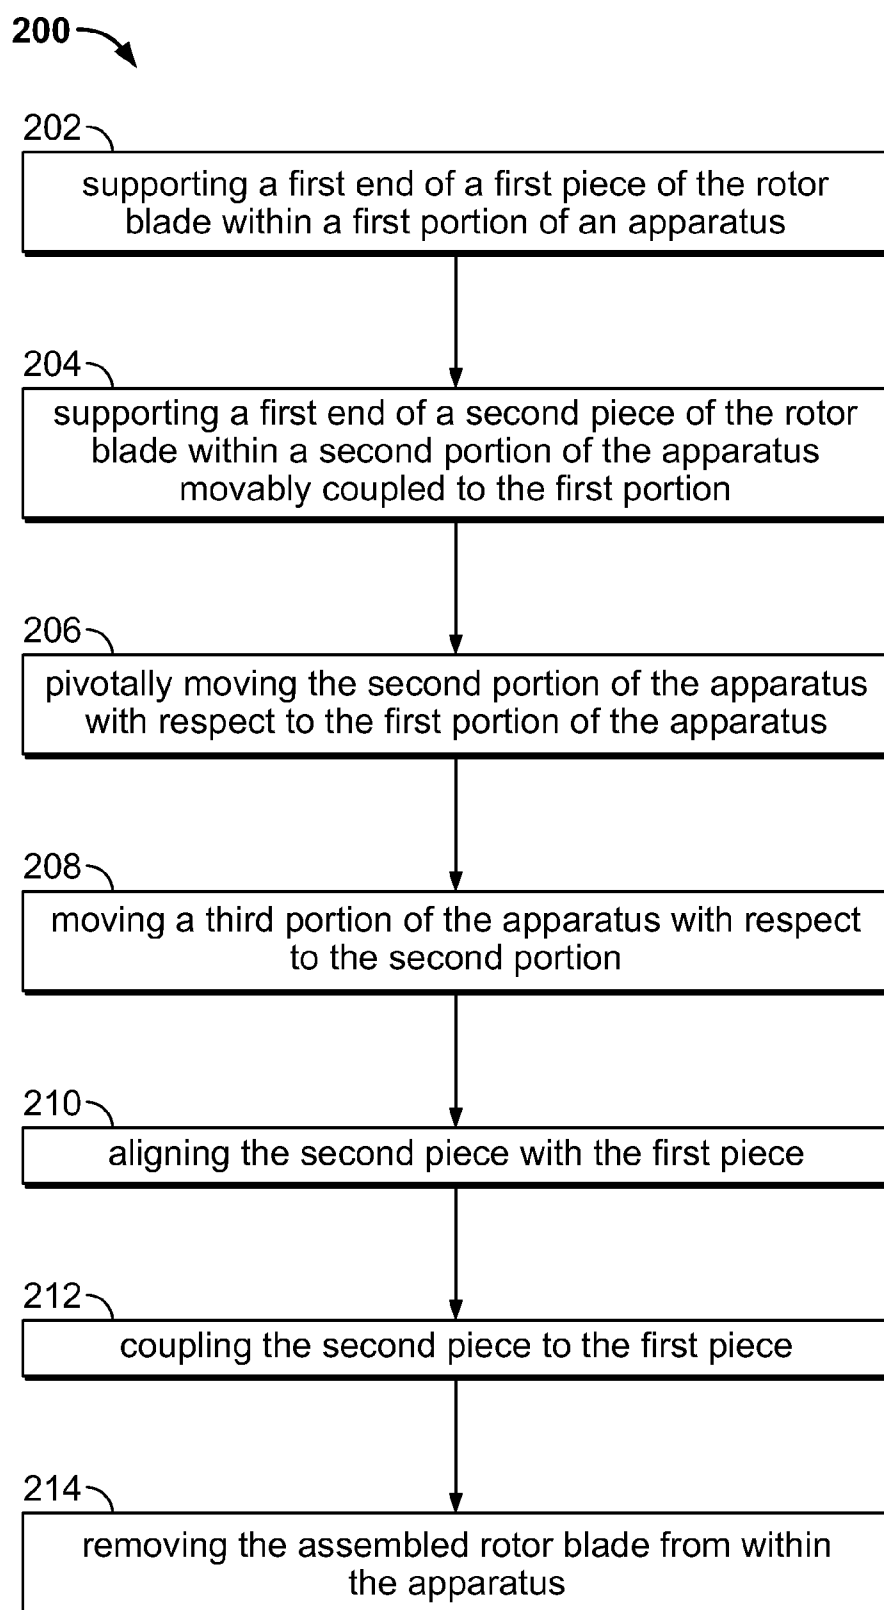 200
202
supporting a first end of a first piece of the rotor
blade within a first portion of an apparatus
204
supporting a first end of a second piece of the rotor
blade within a second portion of the apparatus
movably coupled to the first portion
206
pivotally moving the second portion of the apparatus
with respect to the first portion of the apparatus
208
moving a third portion of the apparatus with respect
to the second portion
210
aligning the second piece with the first piece
212
coupling the second piece to the first piece
214
removing the assembled rotor blade from within
the apparatus